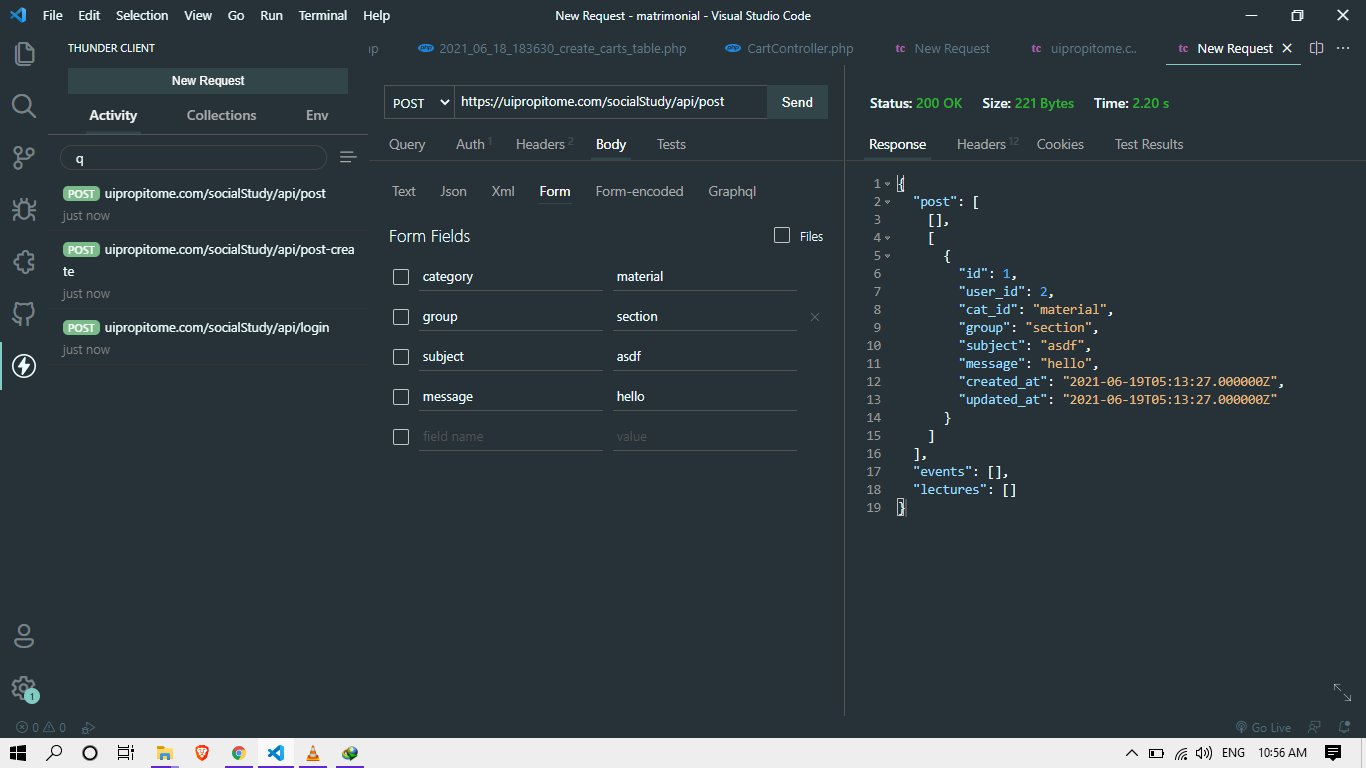 File Edit Selection View Go Run Terminal Help New Request - matrimonial - Visual Studio Code
THUNDER CLIENT
New Request
Activity Collections Env
q
POST uipropitome.com/socialStudy/api/post
just now
POST uipropitome.com/socialStudy/api/post-crea
te
just now
POST uipropitome.com/socialStudy/api/login
just now
php 2021_06_18_183630_create_carts_table.php php CartController.php tc New Request tc uipropitome.c.. tc New Request
POST https://uipropitome.com/socialStudy/api/post Send
Query Auth 1 Headers 2 Body Tests
Text Json Xml Form Form-encoded Graphql
Form Fields Files
category material
group section
subject asdf
message hello
field name value
Status: 200 OK Size: 221 Bytes Time: 2.20 s
Response Headers 12 Cookies Test Results
1 {
2 "post": [
3 [],
4 [
5 {
6 "id": 1,
7 "user_id": 2,
8 "cat_id": "material",
9 "group": "section",
10 "subject": "asdf",
11 "message": "hello",
12 "created_at": "2021-06-19T05:13:27.000000Z",
13 "updated_at": "2021-06-19T05:13:27.000000Z"
14 }
15 ]
16 ],
17 "events": [],
18 "lectures": []
19 }
1
0 0 Go Live
ENG 10:56 AM